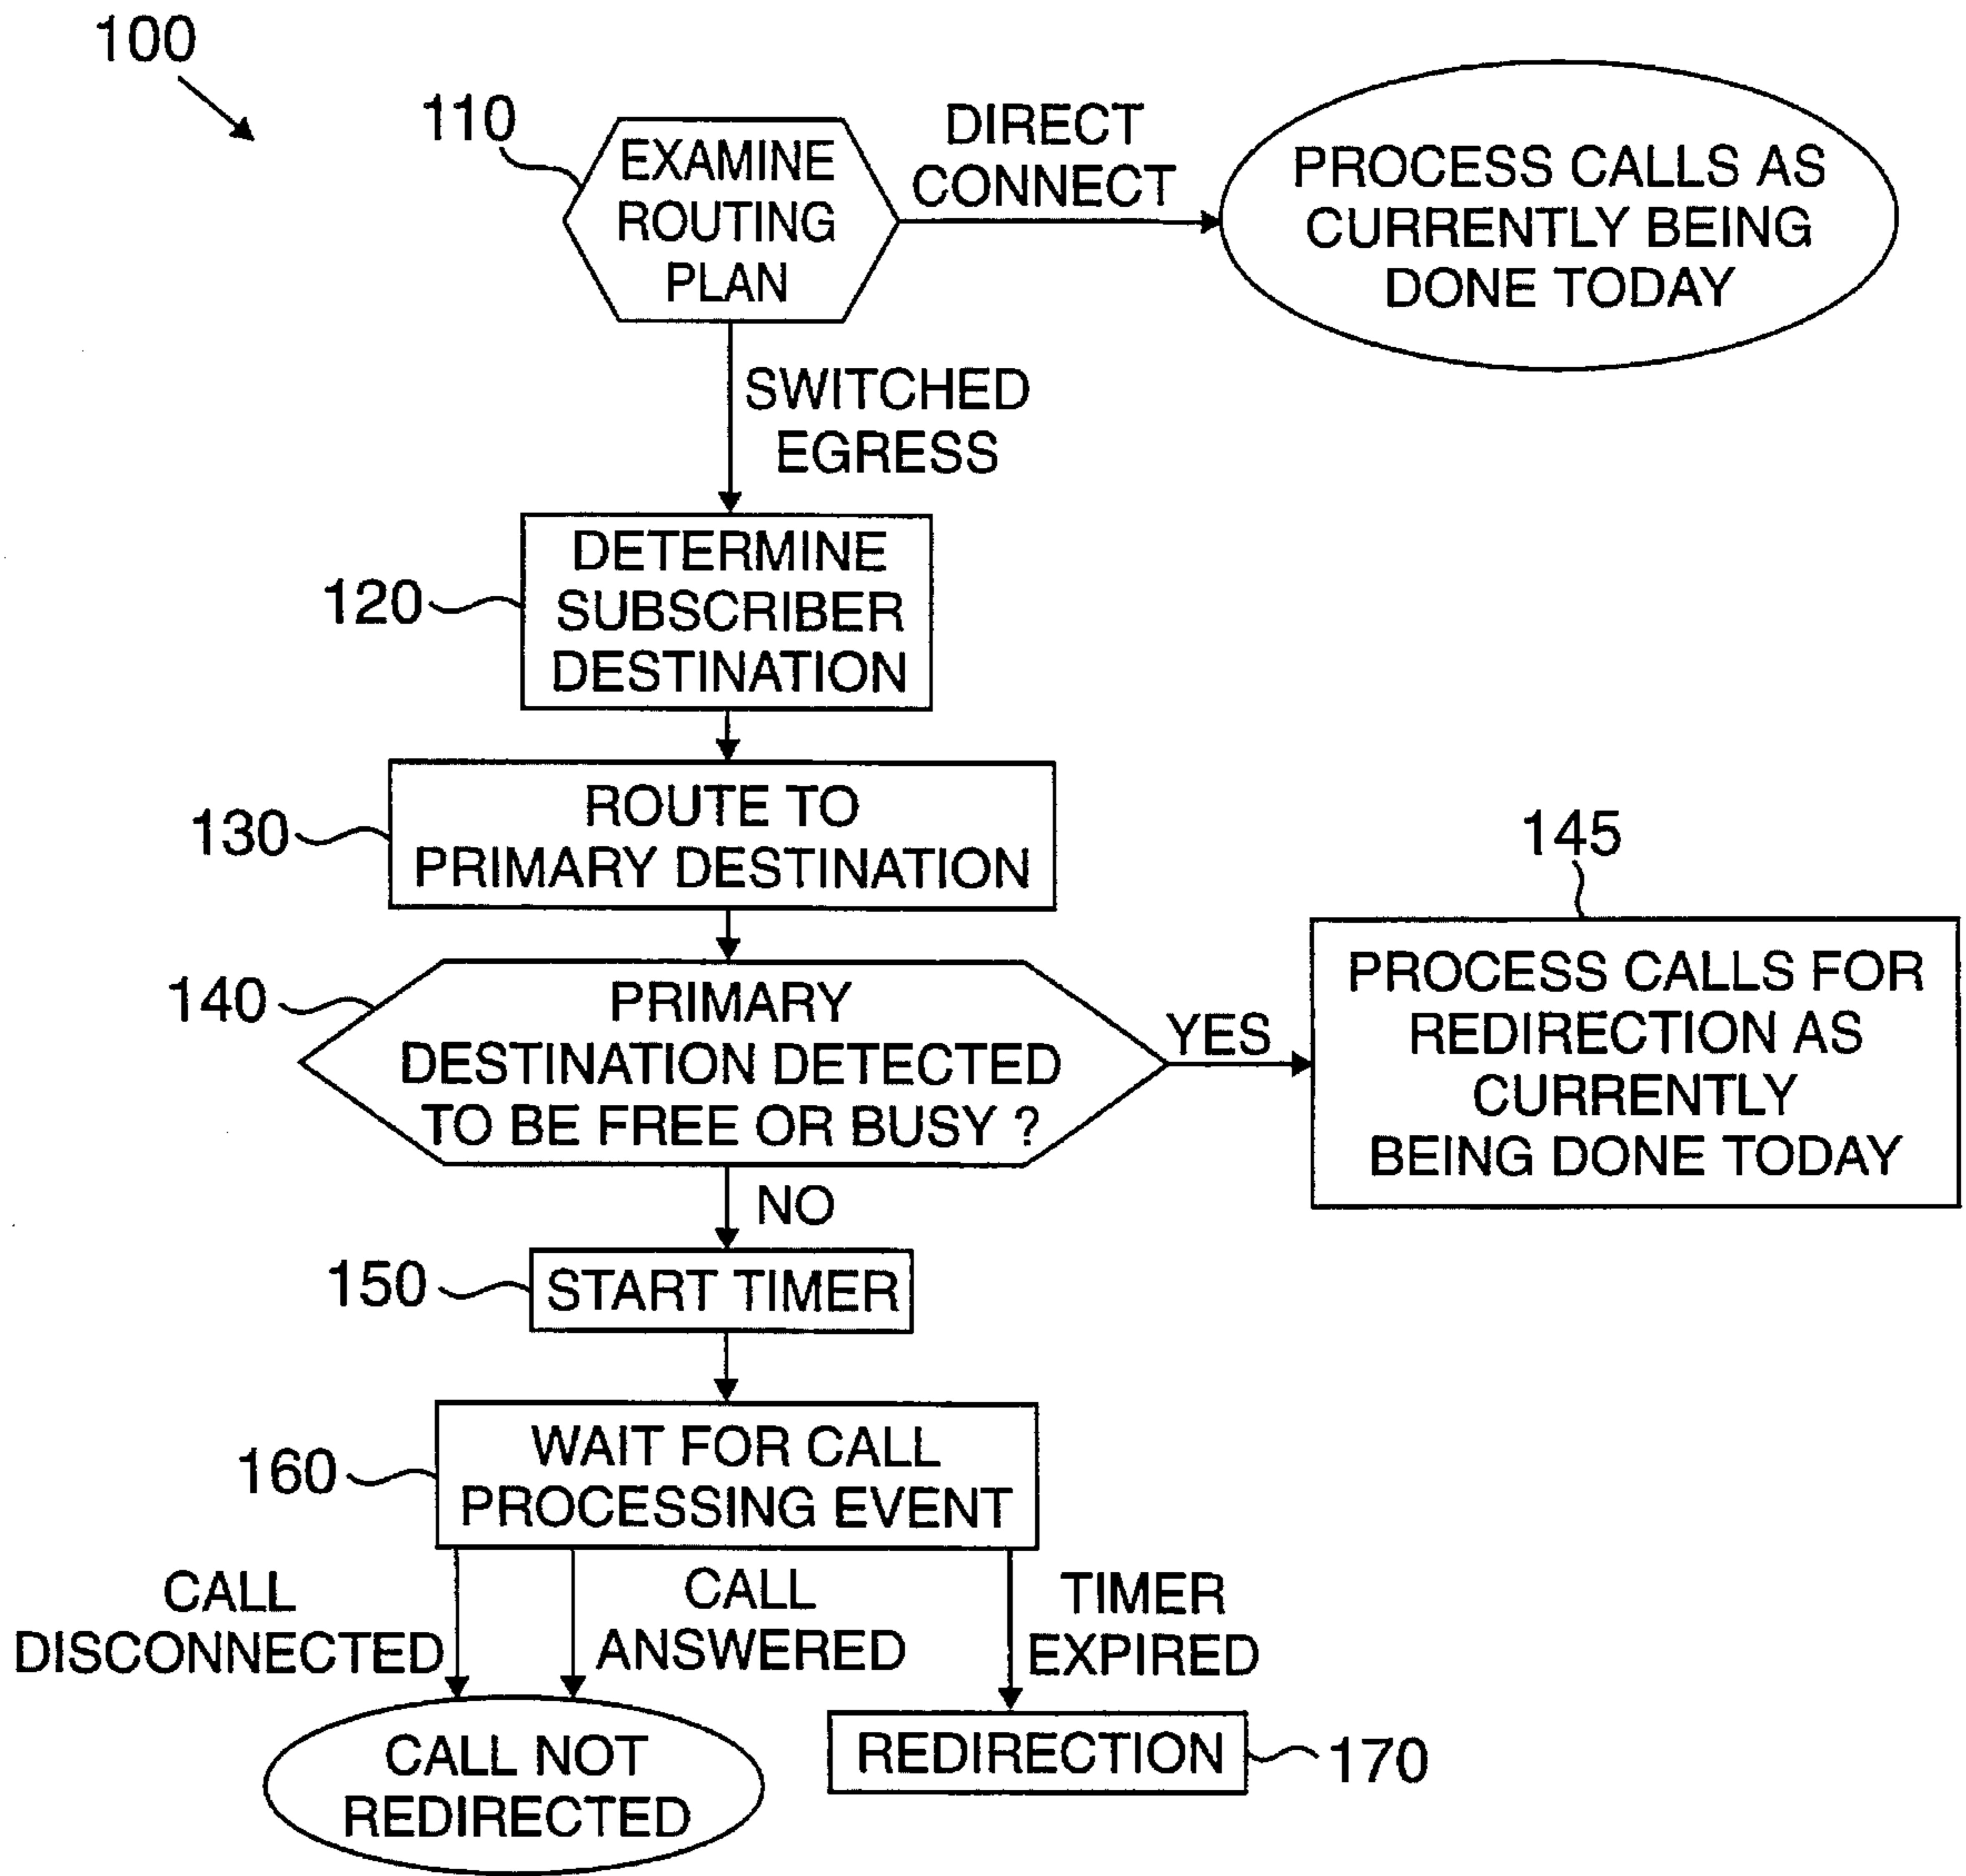 100
110
EXAMINE
ROUTING
PLAN
DIRECT
CONNECT
PROCESS CALLS AS
CURRENTLY BEING
DONE TODAY
SWITCHED
EGRESS
120
DETERMINE
SUBSCRIBER
DESTINATION
130
ROUTE TO
PRIMARY DESTINATION
140
PRIMARY
DESTINATION DETECTED
TO BE FREE OR BUSY ?
YES
145
PROCESS CALLS FOR
REDIRECTION AS
CURRENTLY
BEING DONE TODAY
NO
150
START TIMER
160
WAIT FOR CALL
PROCESSING EVENT
CALL
DISCONNECTED
CALL
ANSWERED
TIMER
EXPIRED
CALL NOT
REDIRECTED
REDIRECTION
170